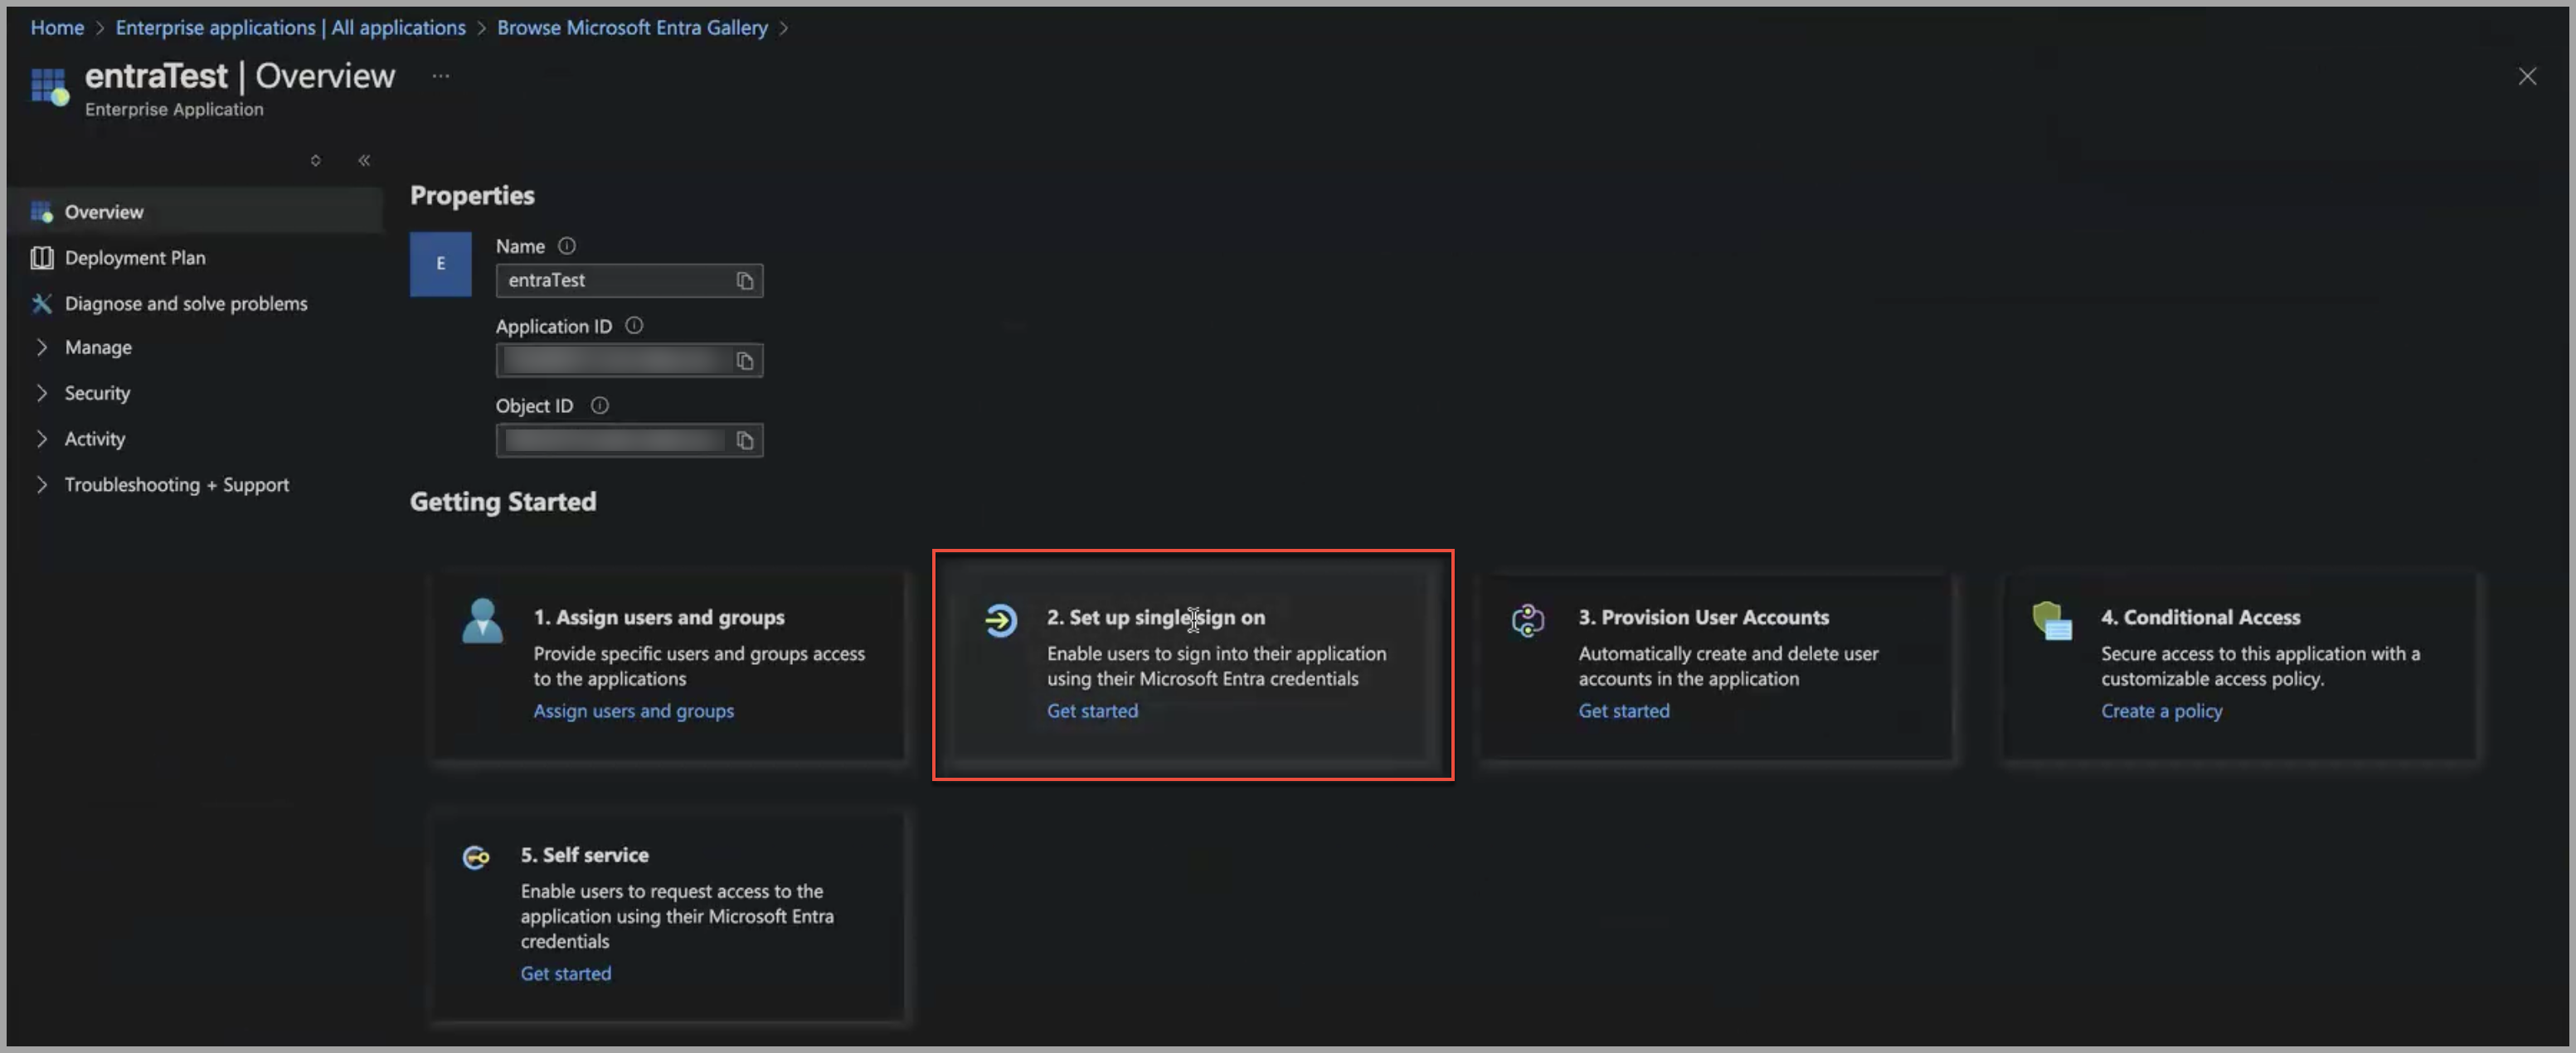 Home > Enterprise applications | All applications > Browse Microsoft Entra Gallery >
entraTest | Overview ...
Enterprise Application
Overview
Deployment Plan
Diagnose and solve problems
Manage
Security
Activity
Troubleshooting + Support
Properties
E
Name
entraTest
Application ID
Object ID
Getting Started
1. Assign users and groups
Provide specific users and groups access
to the applications
Assign users and groups
2. Set up single sign on
Enable users to sign into their application
using their Microsoft Entra credentials
Get started
3. Provision User Accounts
Automatically create and delete user
accounts in the application
Get started
4. Conditional Access
Secure access to this application with a
customizable access policy.
Create a policy
5. Self service
Enable users to request access to the
application using their Microsoft Entra
credentials
Get started